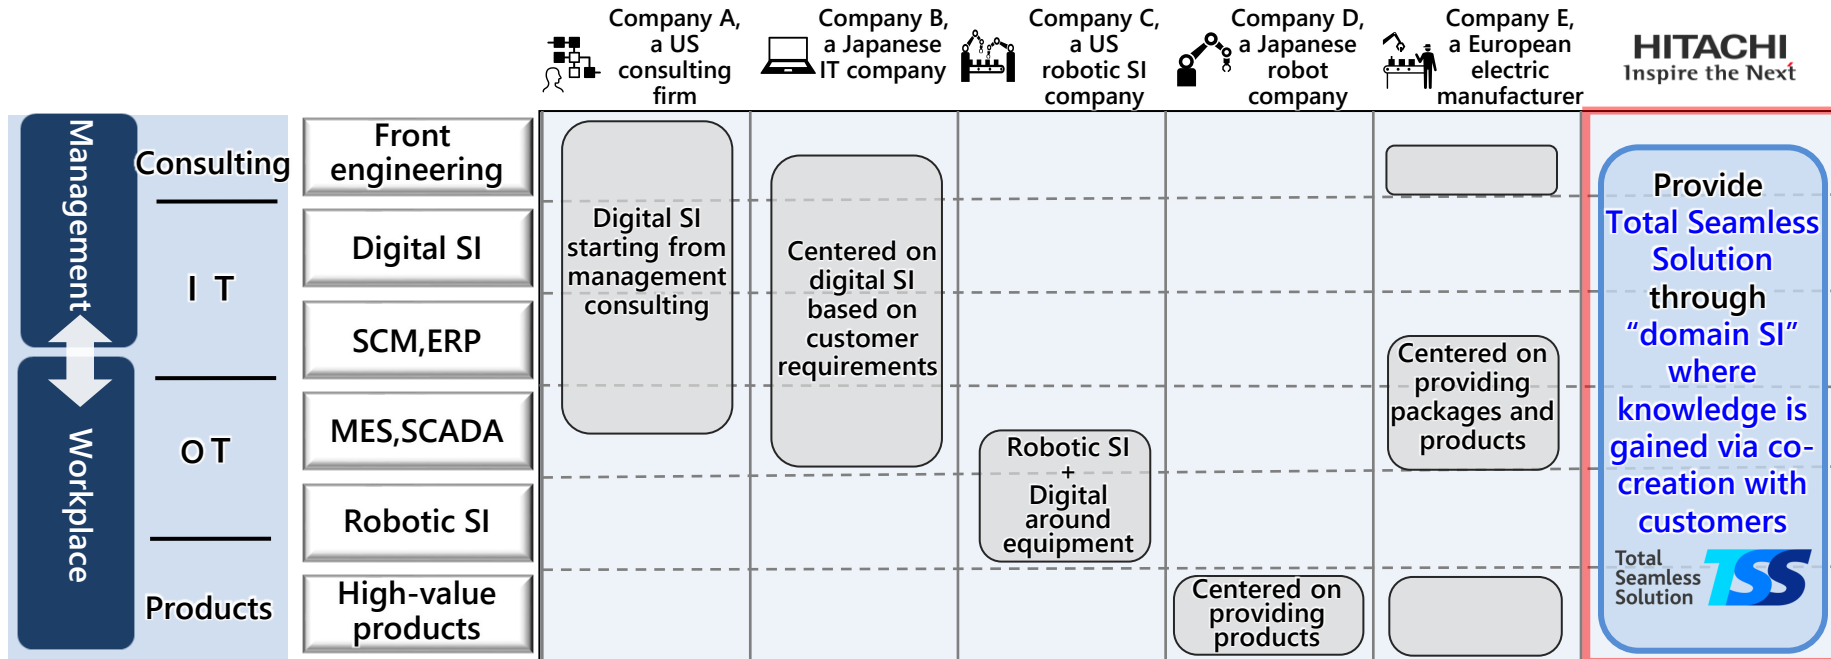 Company A,
a US
consulting
firm
Company B,
a Japanese
IT company
Company C,
a US
robotic SI
company
Company D,
a Japanese
robot
company
Company E,
a European
electric
manufacturer
HITACHI
Inspire the Next
Management
Workplace
Consulting
I T
O T
Products
Front
engineering
Digital SI
SCM,ERP
MES,SCADA
Robotic SI
High-value
products
Digital SI
starting from
management
consulting
Centered on
digital SI
based on
customer
requirements
Robotic SI
+
Digital
around
equipment
Centered on
providing
products
Centered on
providing
packages and
products
Provide
Total Seamless
Solution
through
“domain SI”
where
knowledge is
gained via co-
creation with
customers
Total
Seamless
Solution
TSS